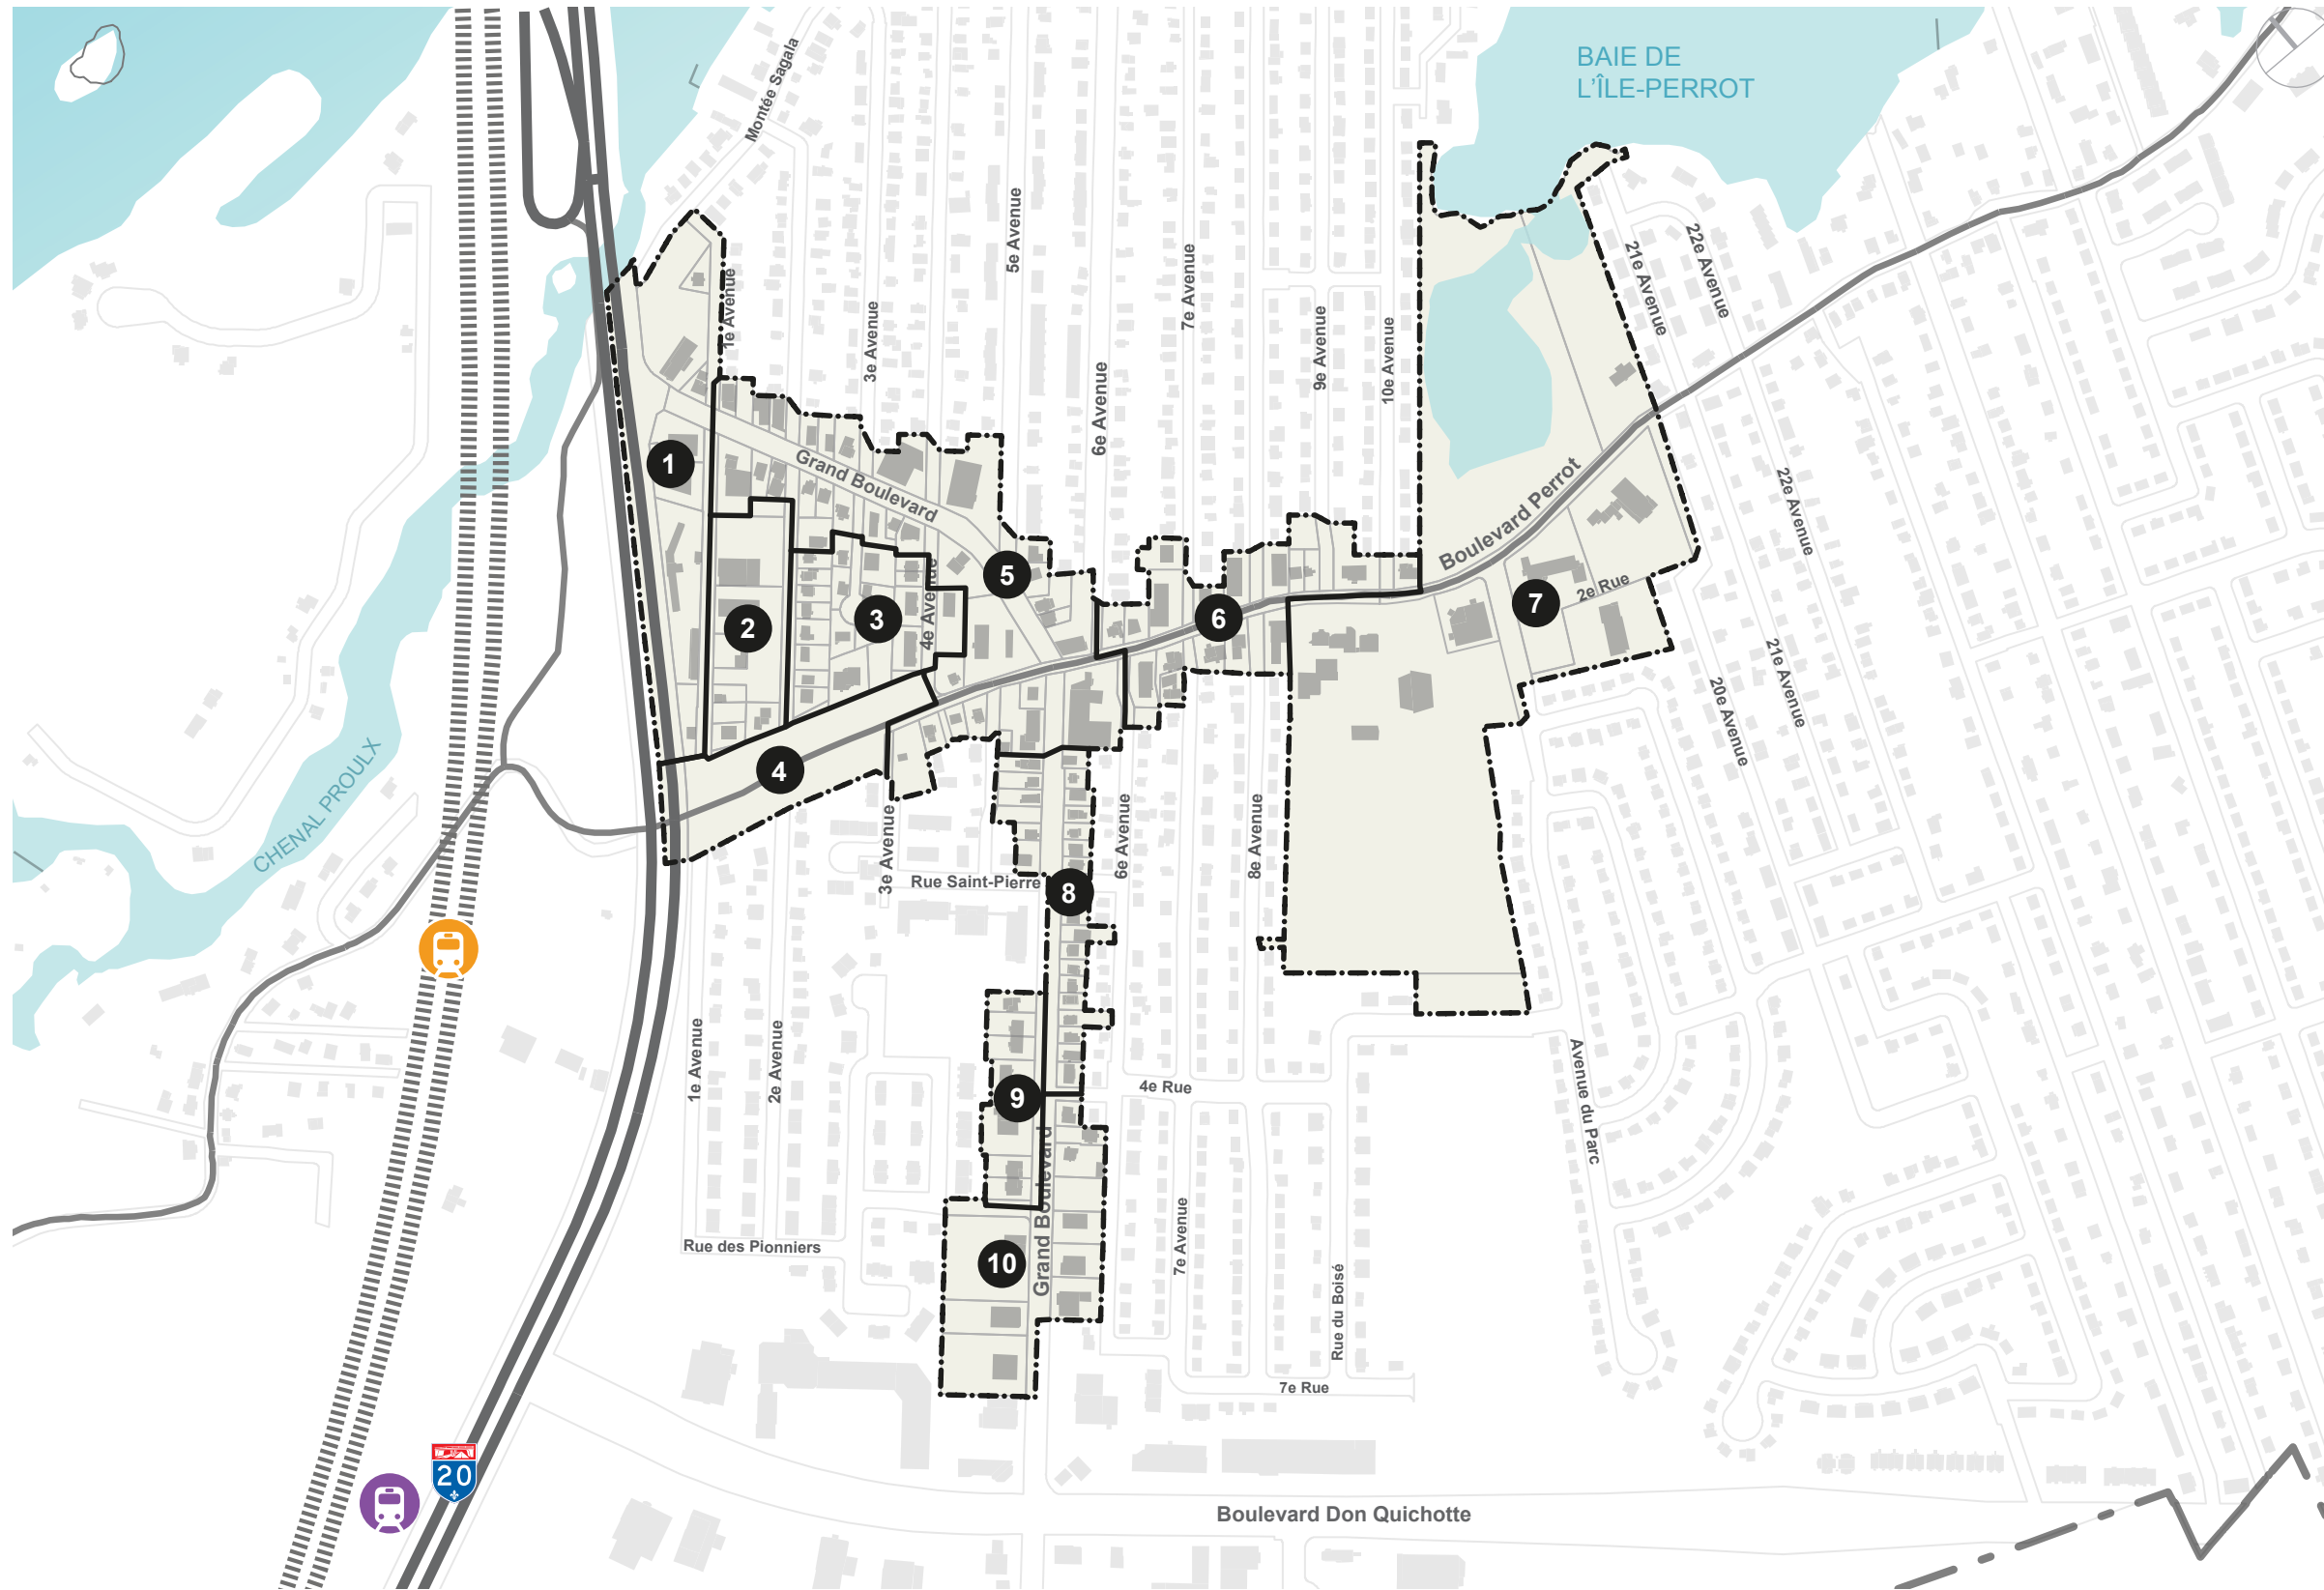 BAIE DE
L'ÎLE-PERROT
Montée Sagala
5e Avenue
7e Avenue
21e Avenue
22e Avenue
1e Avenue
3e Avenue
9e Avenue
10e Avenue
6e Avenue
Grand Boulevard
1
Boulevard Perrot
22e Avenue
5
4e Avenue
2e Rue
2
3
6
7
21e Avenue
20e Avenue
4
CHENAL PROULX
3e Avenue
6e Avenue
8e Avenue
Rue Saint-Pierre
8
1e Avenue
2e Avenue
4e Rue
9
Avenue du Parc
Grand Boulevard
7e Avenue
Rue des Pionniers
10
Rue du Boisé
7e Rue
20
Boulevard Don Quichotte